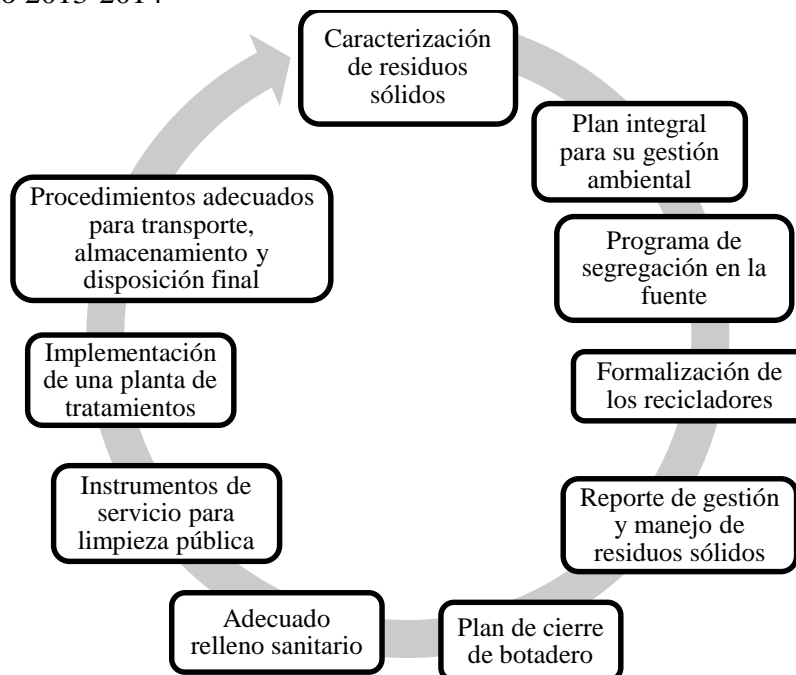 2013-2014
Caracterización
de residuos
sólidos
Plan integral
para su gestión
ambiental
Programa de
segregación en la
fuente
Formalización de
los recicladores
Reporte de gestión
y manejo de
residuos sólidos
Plan de cierre
de botadero
Adecuado
relleno sanitario
Instrumentos de
servicio para
limpieza pública
Implementación
de una planta de
tratamientos
Procedimientos adecuados
para transporte,
almacenamiento y
disposición final